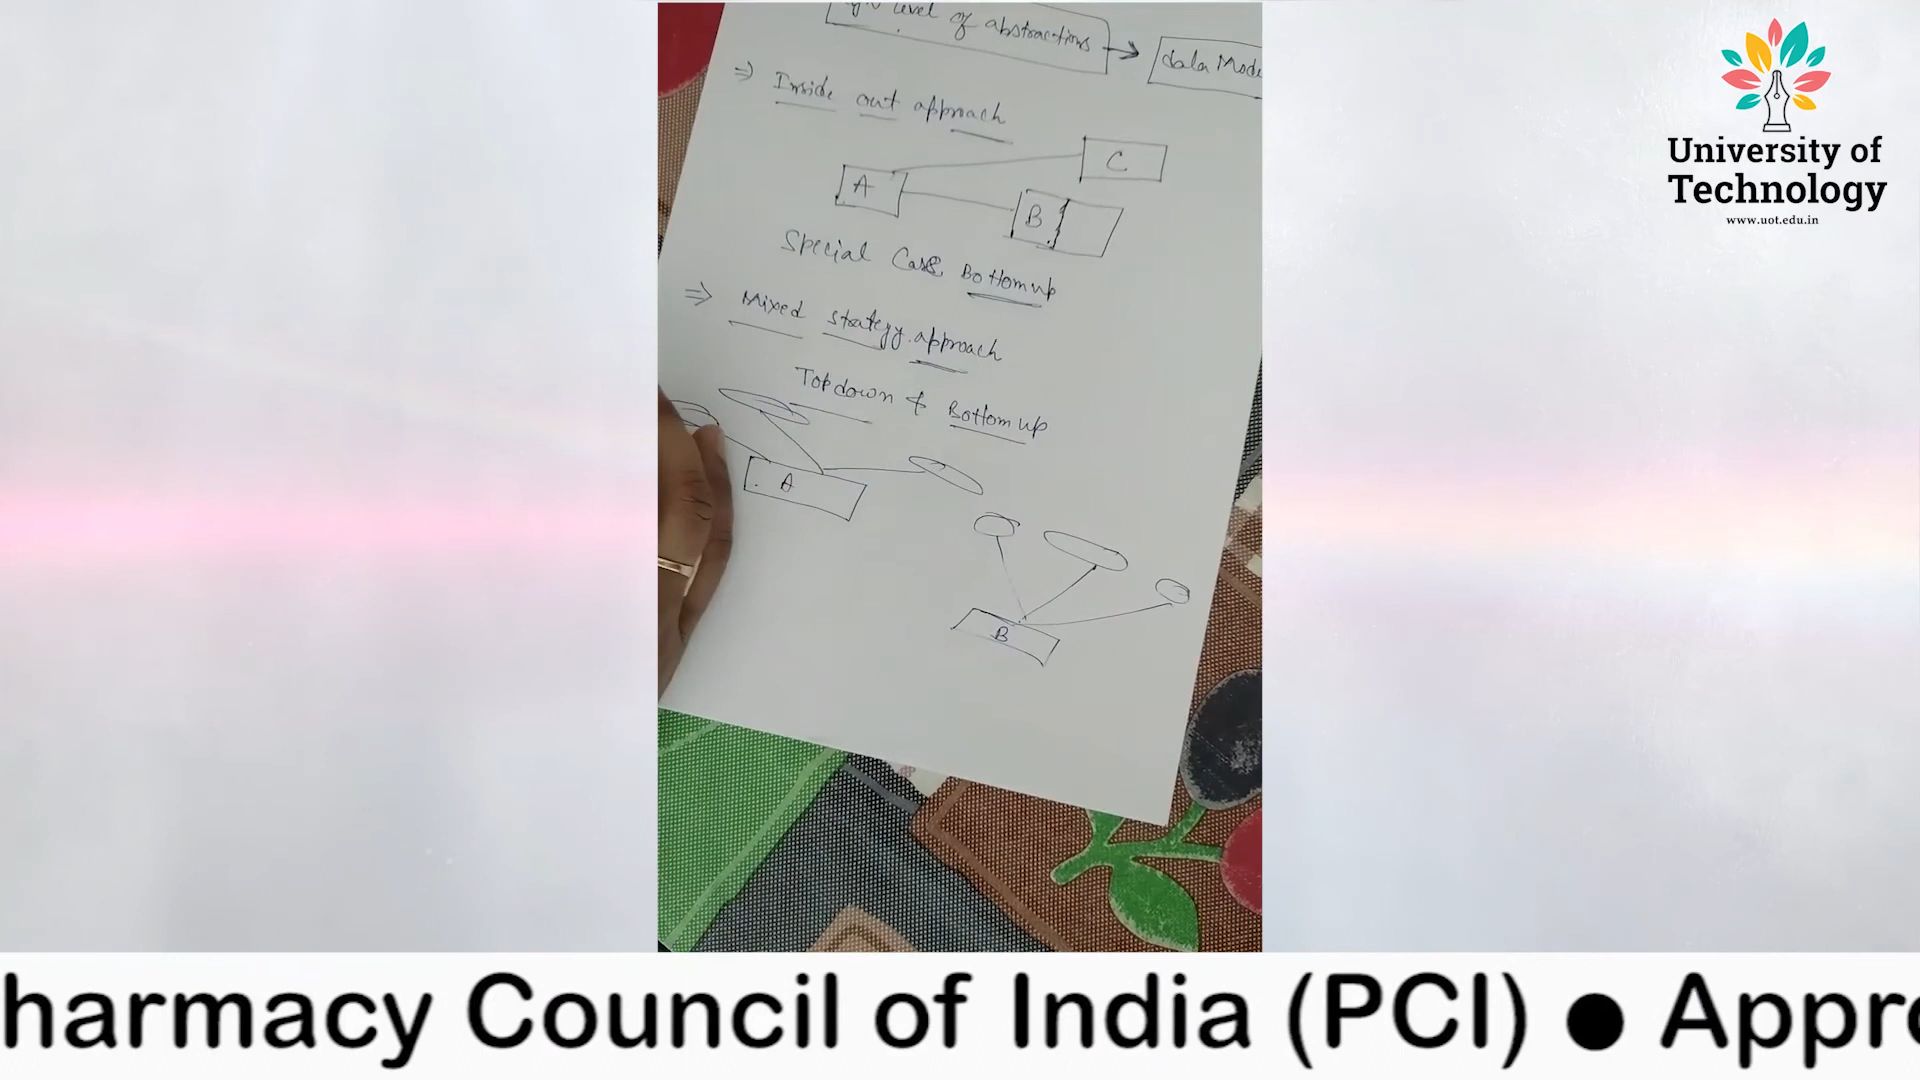 level of abstractions
data Mode
⇒ Inside out approach
C
A
B
Special Case Bottom up
⇒ Mixed strategy approach
Top down & Bottom up
A
B
University of
Technology
www.uot.edu.in
harmacy Council of India (PCI) ● Appro